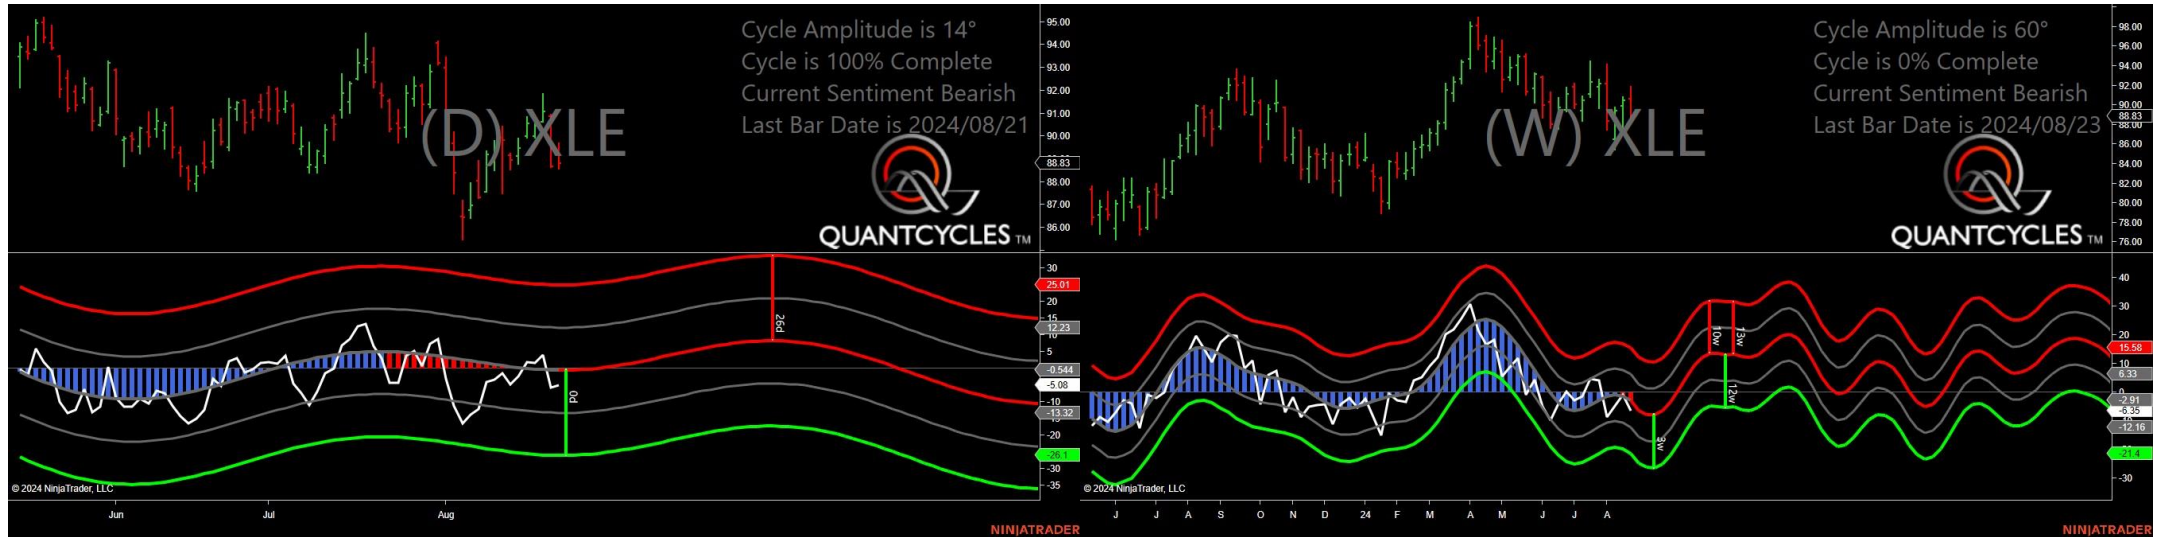 Cycle Amplitude is 14°
Cycle is 100% Complete
Current Sentiment Bearish
Last Bar Date is 2024/08/21
(D) XLE
QUANTCYCLES TM
95.00
94.00
93.00
92.00
91.00
90.00
88.83
88.00
87.00
86.00
30
25.01
20
15
12.23
5
-0.544
-5.08
-10
-13.32
-20
-26.1
-30
-35
26d
0d
© 2024 NinjaTrader, LLC
Jun
Jul
Aug
NINJATRADER
Cycle Amplitude is 60°
Cycle is 0% Complete
Current Sentiment Bearish
Last Bar Date is 2024/08/23
(W) XLE
QUANTCYCLES TM
98.00
96.00
94.00
92.00
90.00
88.83
88.00
86.00
84.00
82.00
80.00
78.00
76.00
40
30
20
15.58
10
6.33
0
-2.91
-6.35
-12.16
-21.4
-30
10w
13w
12w
© 2024 NinjaTrader, LLC
J J A S O N D 24 F M A M J J A
NINJATRADER